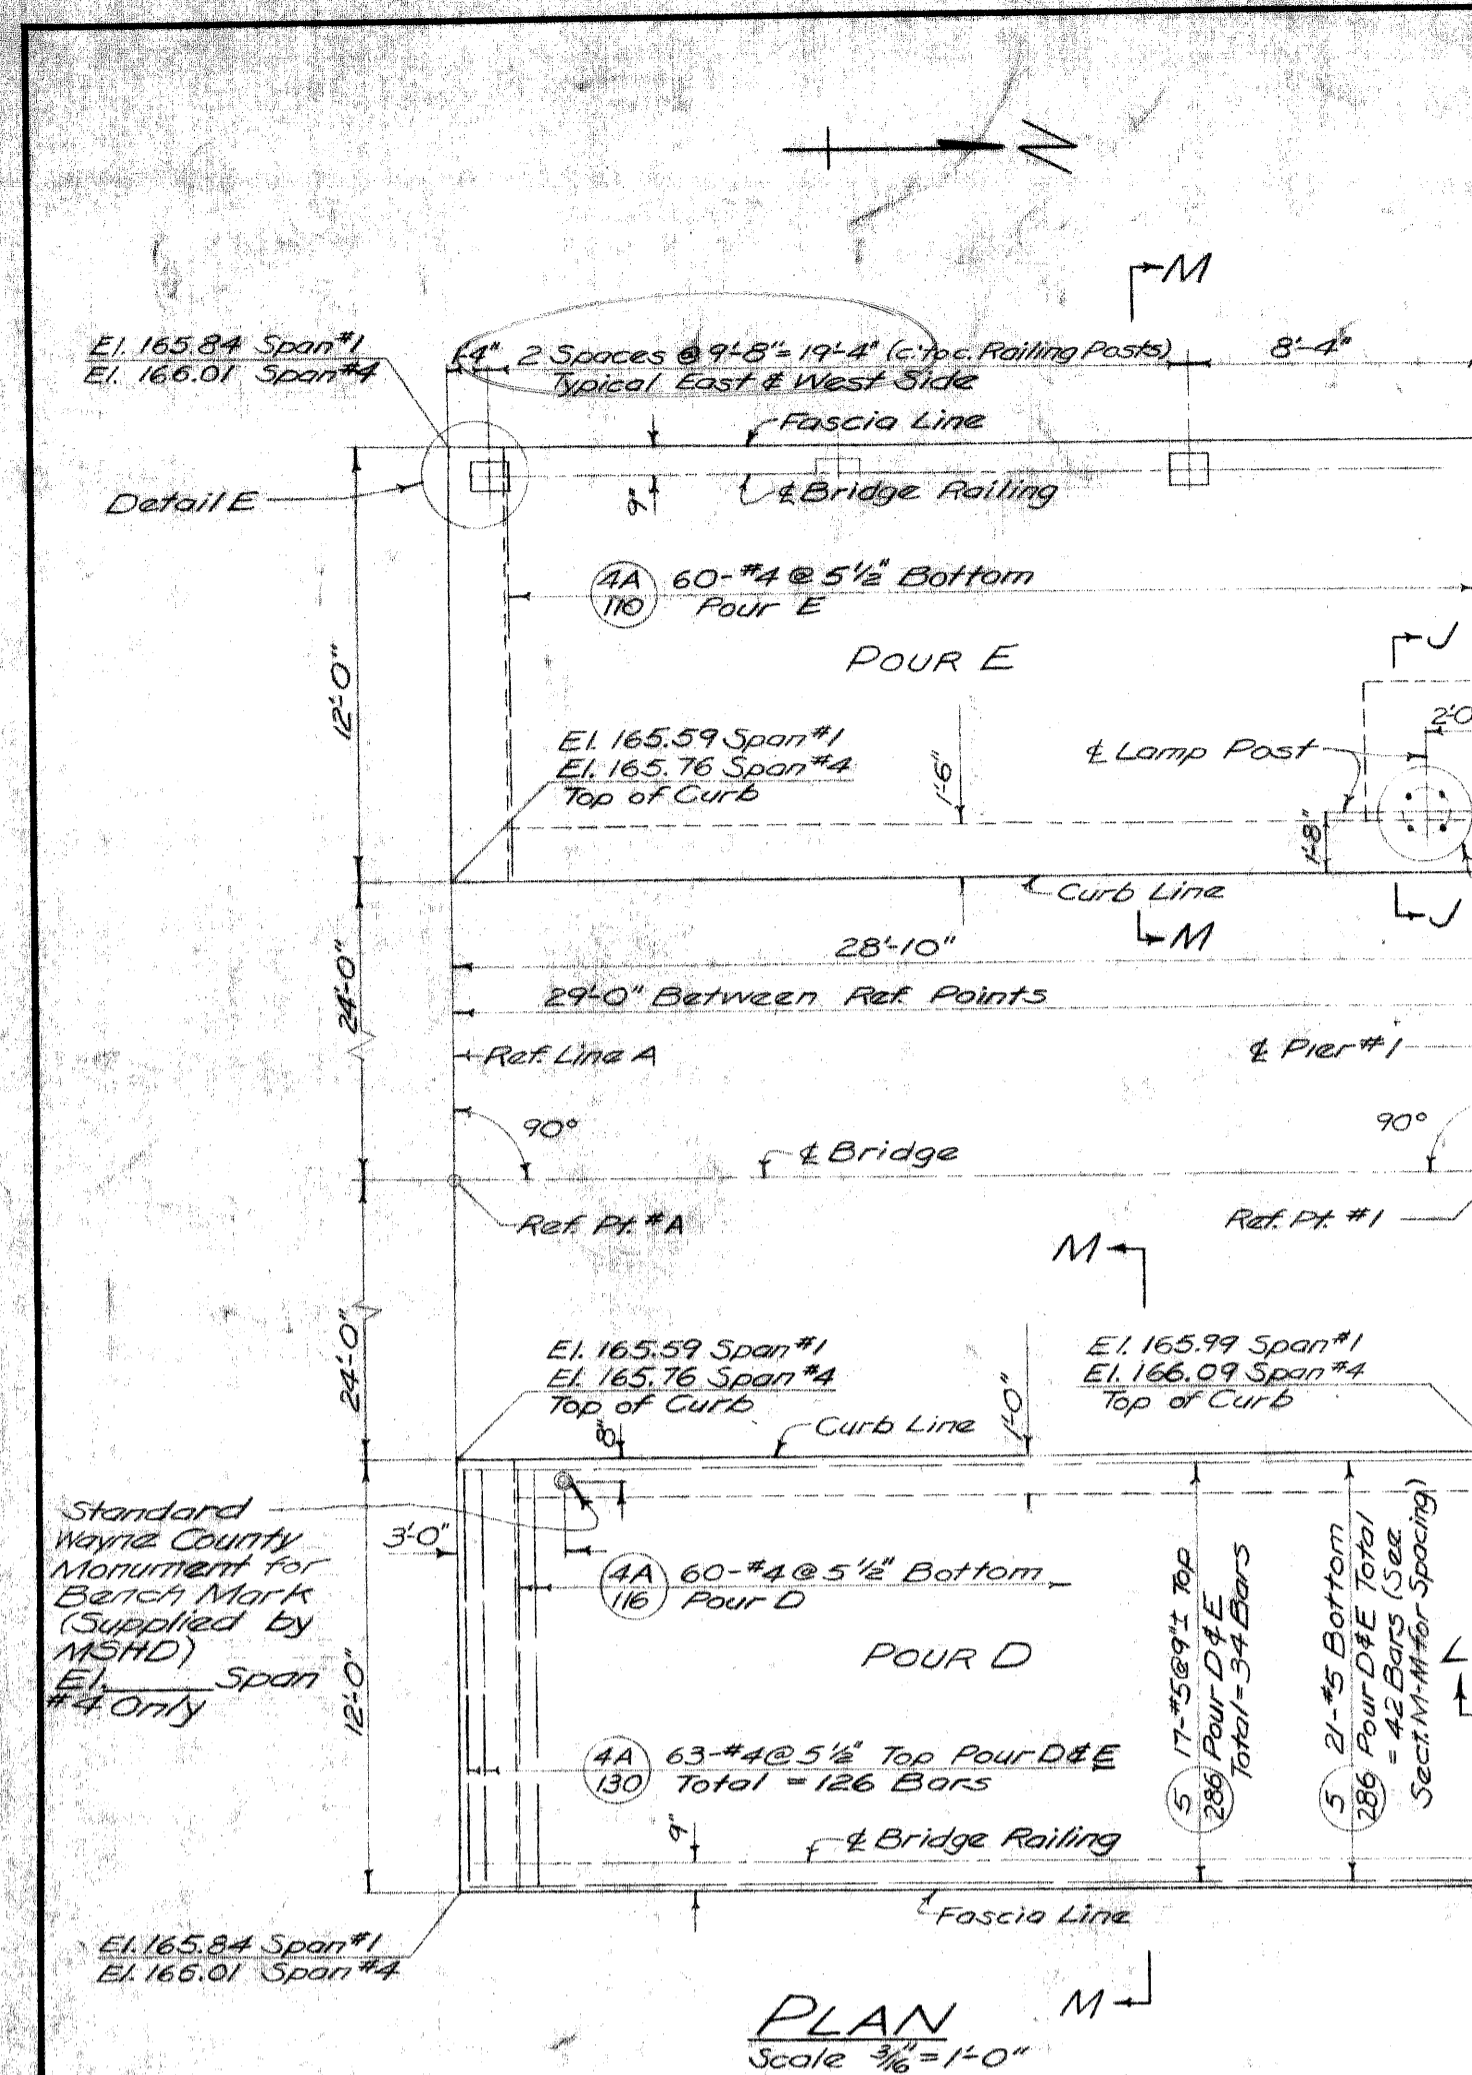 N
M
El. 165.84 Span #1
El. 166.01 Span #4
1'-4" 2 Spaces @ 9'-8" = 19'-4" (c. to c. Railing Posts)
Typical East & West Side
8'-4"
Fascia Line
Detail E
9"
℄ Bridge Railing
4A
110
60-#4 @ 5½" Bottom
Pour E
12'-0"
POUR E
J
2'-0
El. 165.59 Span #1
El. 165.76 Span #4
Top of Curb
1'-6"
℄ Lamp Post
1'-8"
Curb Line
J
M
28'-10"
24'-0"
29'-0" Between Ref. Points
Ref. Line A
℄ Pier #1
90°
90°
℄ Bridge
Ref. Pt. #A
Ref. Pt. #1
M
24'-0"
El. 165.59 Span #1
El. 165.76 Span #4
Top of Curb
8"
Curb Line
1'-0"
El. 165.99 Span #1
El. 166.09 Span #4
Top of Curb
Standard
Wayne County
Monument for
Bench Mark
(Supplied by
MSHD)
El.______ Span
#4 Only
3'-0"
12'-0"
4A
116
60-#4 @ 5½" Bottom
Pour D
POUR D
4A
130
63-#4 @ 5½" Top Pour D & E
Total = 126 Bars
5
286
17-#5 @ 9"± Top
Pour D & E
Total = 34 Bars
5
286
21-#5 Bottom
Pour D & E Total
= 42 Bars (See
Sect. M-M for Spacing)
L
9"
℄ Bridge Railing
Fascia Line
El. 165.84 Span #1
El. 166.01 Span #4
M
PLAN
Scale 3/16" = 1'-0"